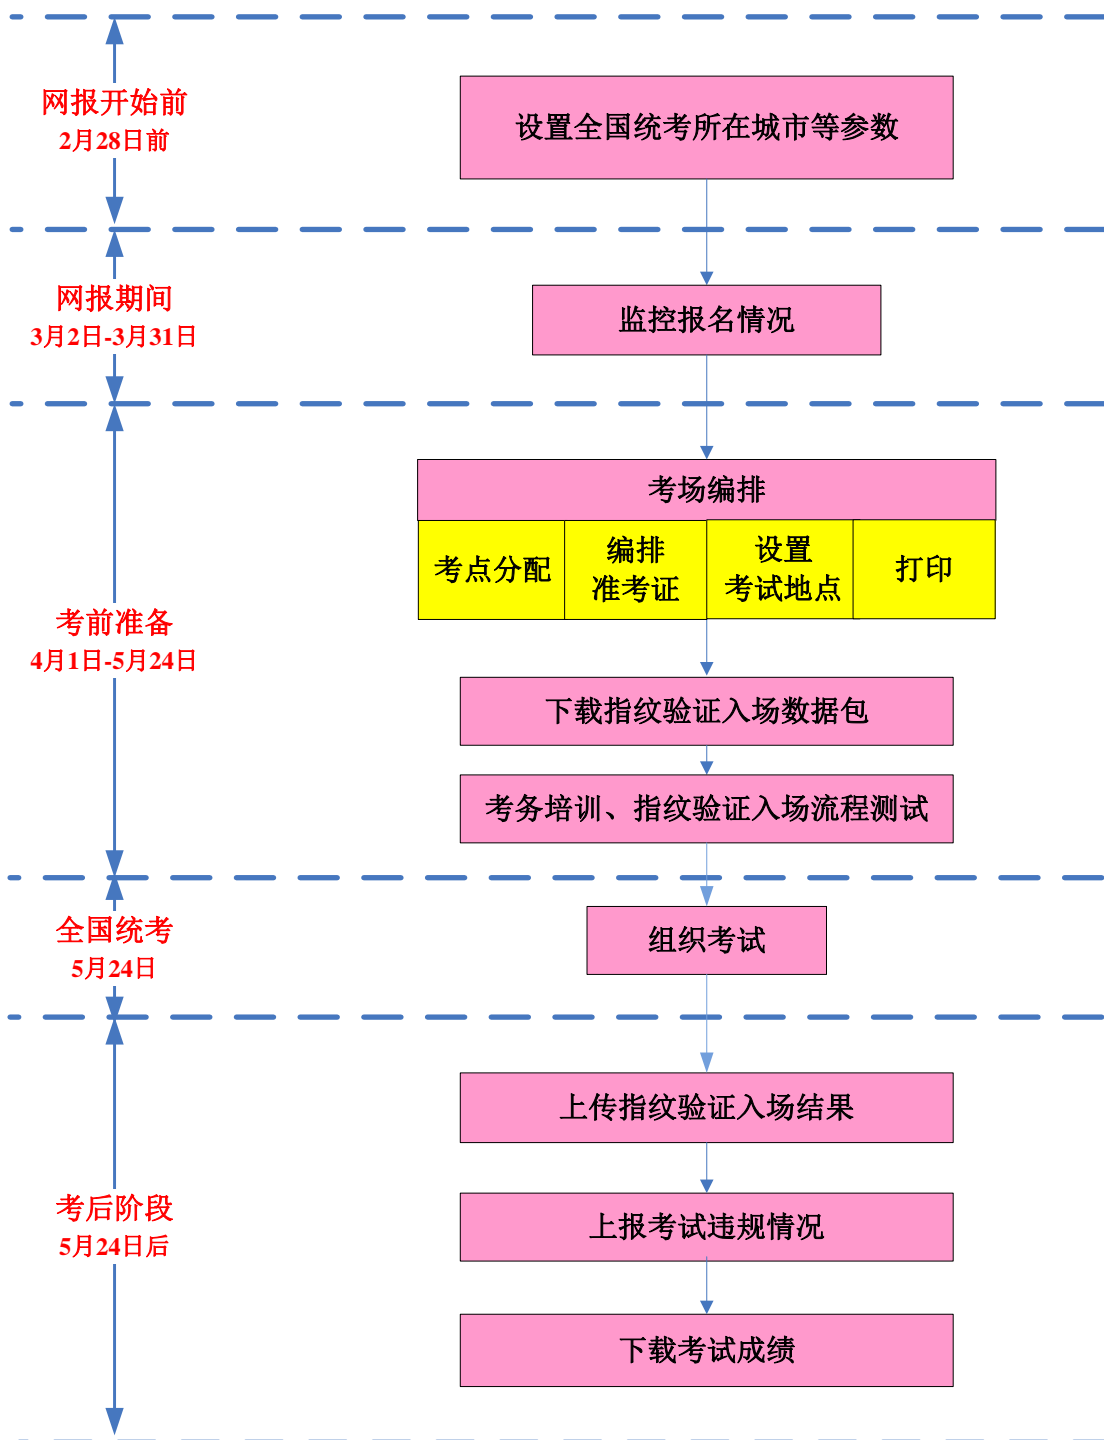 网报开始前
2月28日前
设置全国统考所在城市等参数
网报期间
3月2日-3月31日
监控报名情况
考前准备
4月1日-5月24日
考场编排
考点分配
编排
准考证
设置
考试地点
打印
下载指纹验证入场数据包
考务培训、指纹验证入场流程测试
全国统考
5月24日
组织考试
考后阶段
5月24日后
上传指纹验证入场结果
上报考试违规情况
下载考试成绩